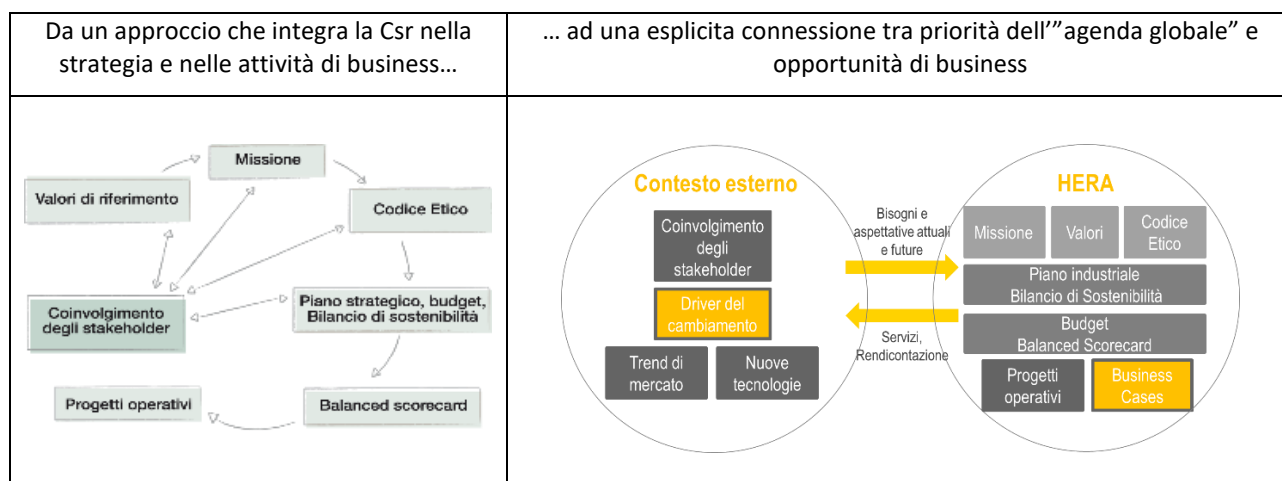 Da un approccio che integra la Csr nella
strategia e nelle attività di business…
… ad una esplicita connessione tra priorità dell’”agenda globale” e
opportunità di business
Missione
Valori di riferimento
Codice Etico
Coinvolgimento
degli stakeholder
Piano strategico, budget,
Bilancio di sostenibilità
Progetti operativi
Balanced scorecard
Contesto esterno
Coinvolgimento
degli
stakeholder
Driver del
cambiamento
Trend di
mercato
Nuove
tecnologie
Bisogni e
aspettative attuali
e future
Servizi,
Rendicontazione
HERA
Missione
Valori
Codice
Etico
Piano industriale
Bilancio di Sostenibilità
Budget
Balanced Scorecard
Progetti
operativi
Business
Cases